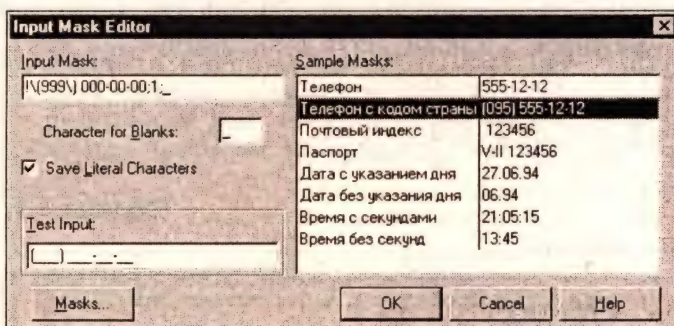 Input Mask Editor
Input Mask:
!\(999\) 000-00-00;1;_
Character for Blanks: _
Save Literal Characters
Test Input:
(___) ___-__-__
Masks...
Sample Masks:
Телефон 555-12-12
Телефон с кодом страны (095) 555-12-12
Почтовый индекс 123456
Паспорт V-II 123456
Дата с указанием дня 27.06.94
Дата без указания дня 06.94
Время с секундами 21:05:15
Время без секунд 13:45
OK Cancel Help